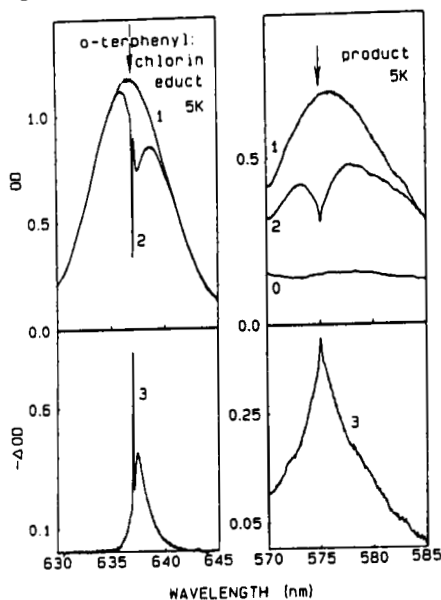 o-terphenyl:
chlorin
educt
5K
1
2
product
5K
1
2
0
OD
1.0
0.5
0.0
0.5
0.0
3
3
-ΔOD
0.6
0.1
0.25
0.05
630 635 640 645
570 575 580 585
WAVELENGTH (nm)